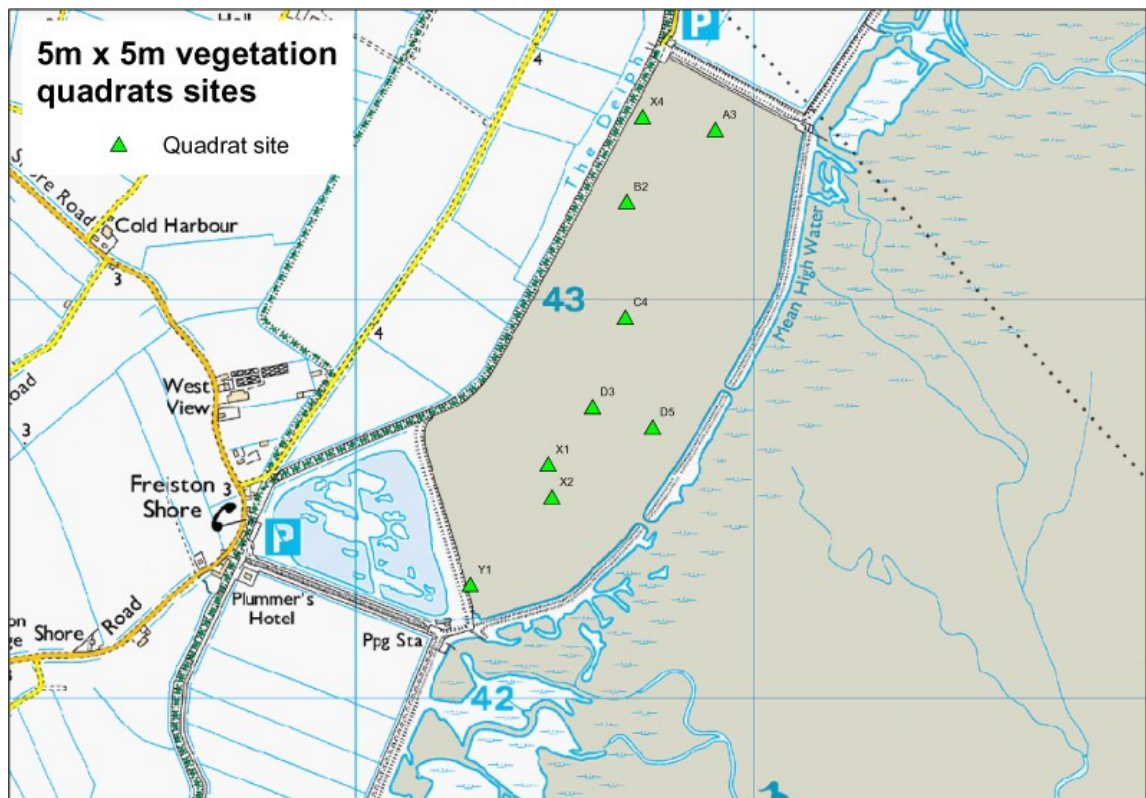 5m x 5m vegetation
quadrats sites
Quadrat site
P
4
X4
A3
The Delph
B2
Shore Road
Cold Harbour
3
43
C4
Mean High Water
4
West
View
Road
3
D3
D5
X1
X2
Freiston
Shore
3
P
Y1
Plummer's
Hotel
Ppg Sta
Shore
Road
42